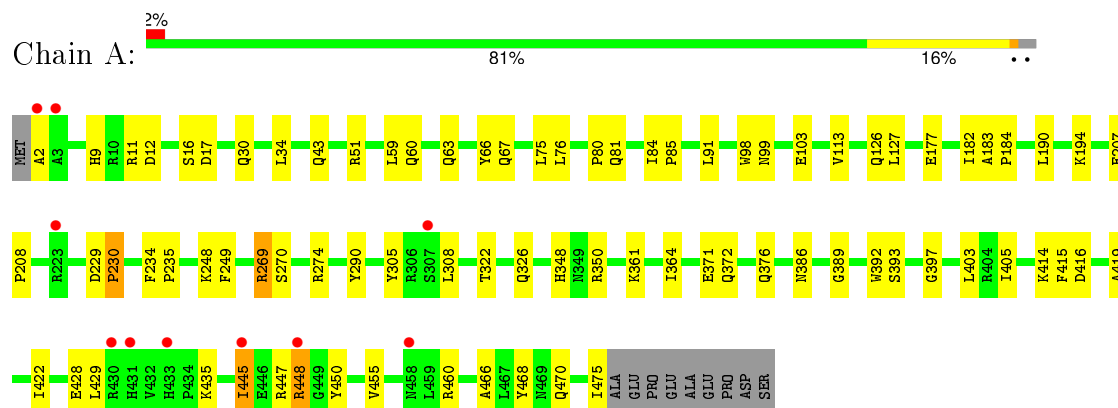 2%
Chain A:
81% 16% ••
MET A2 A3 H9 R10 R11 D12 S16 D17 Q30 L34 Q43 R51 L59 Q60 Q63 Y66 Q67 L75 L76 P80 Q81 I84 P85 L91 W98 N99 E103 V113 Q126 L127 E177 I182 A183 P184 L190 K194
P208 R223 D229 P230 F234 P235 K248 F249 R269 S270 R274 Y290 Y305 R306 S307 L308 T322 Q326 H348 N349 R350 K361 I364 E371 Q372 Q376 N386 G389 W392 S393 G397 L403 R404 I405 K414 F415 D416
I422 E428 L429 R430 H431 V432 H433 P434 K435 I445 E446 R447 R448 G449 Y450 V455 N458 L459 R460 A466 L467 Y468 N469 Q470 I475 ALA GLU PRO GLU ALA GLU PRO ASP SER